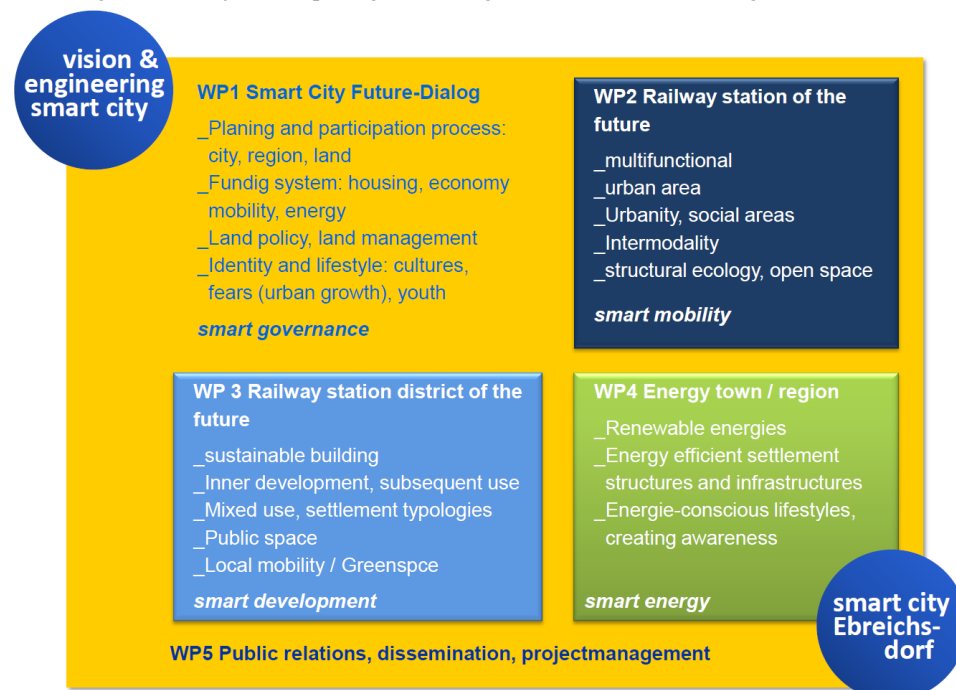 vision &
engineering
smart city
WP1 Smart City Future-Dialog
_Planing and participation process:
city, region, land
_Fundig system: housing, economy
mobility, energy
_Land policy, land management
_Identity and lifestyle: cultures,
fears (urban growth), youth
smart governance
WP2 Railway station of the
future
_multifunctional
_urban area
_Urbanity, social areas
_Intermodality
_structural ecology, open space
smart mobility
WP 3 Railway station district of the
future
_sustainable building
_Inner development, subsequent use
_Mixed use, settlement typologies
_Public space
_Local mobility / Greenspce
smart development
WP4 Energy town / region
_Renewable energies
_Energy efficient settlement
structures and infrastructures
_Energie-conscious lifestyles,
creating awareness
smart energy
smart city
Ebreichs-
dorf
WP5 Public relations, dissemination, projectmanagement